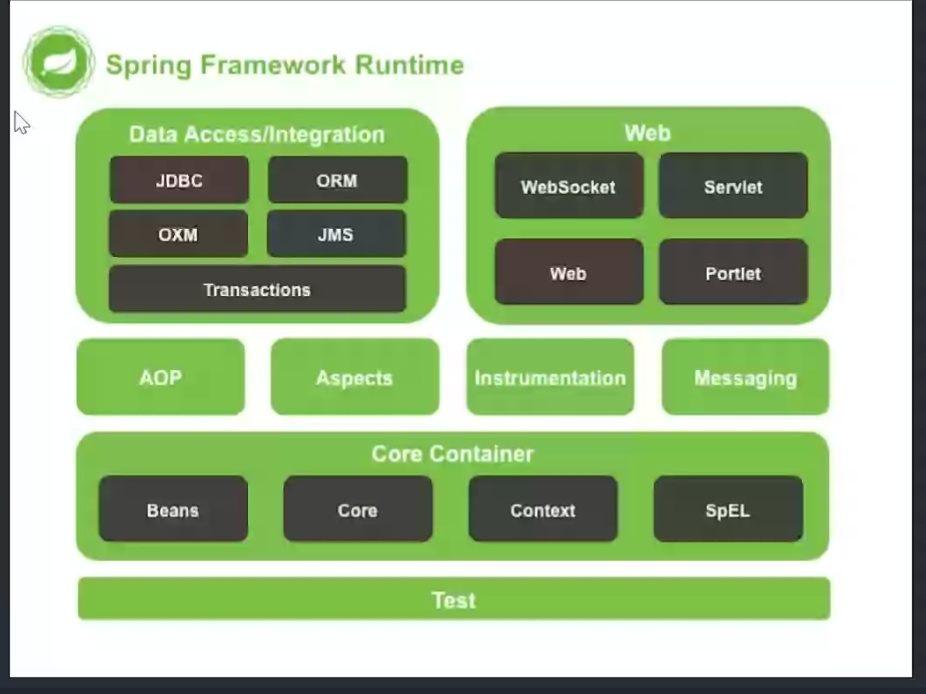 Spring Framework Runtime
Data Access/Integration
JDBC
ORM
OXM
JMS
Transactions
Web
WebSocket
Servlet
Web
Portlet
AOP
Aspects
Instrumentation
Messaging
Core Container
Beans
Core
Context
SpEL
Test